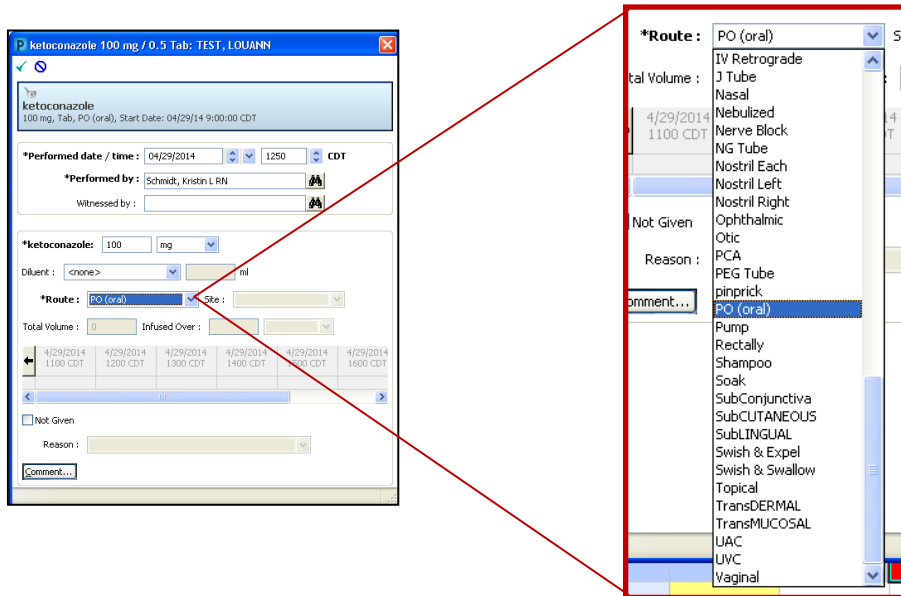 ketoconazole 100 mg / 0.5 Tab: TEST, LOUANN
ketoconazole
100 mg, Tab, PO (oral), Start Date: 04/29/14 9:00:00 CDT
*Performed date / time : 04/29/2014 1250 CDT
*Performed by : Schmidt, Kristin L RN
Witnessed by :
*ketoconazole: 100 mg
Diluent : <none> ml
*Route : PO (oral) Site :
Total Volume : 0 Infused Over :
4/29/2014 4/29/2014 4/29/2014 4/29/2014 4/29/2014 4/29/2014
1100 CDT 1200 CDT 1300 CDT 1400 CDT 1500 CDT 1600 CDT
Not Given
Reason :
Comment...
*Route : PO (oral) S
tal Volume :
4/29/2014 14
1100 CDT DT
Not Given
Reason :
omment...
IV Retrograde
J Tube
Nasal
Nebulized
Nerve Block
NG Tube
Nostril Each
Nostril Left
Nostril Right
Ophthalmic
Otic
PCA
PEG Tube
pinprick
PO (oral)
Pump
Rectally
Shampoo
Soak
SubConjunctiva
SubCUTANEOUS
SubLINGUAL
Swish & Expel
Swish & Swallow
Topical
TransDERMAL
TransMUCOSAL
UAC
UVC
Vaginal